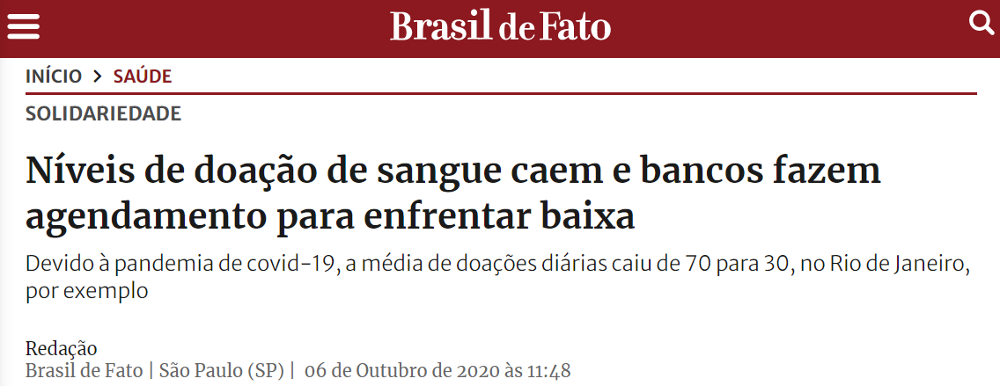 Brasil de Fato
INÍCIO > SAÚDE
SOLIDARIEDADE
Níveis de doação de sangue caem e bancos fazem
agendamento para enfrentar baixa
Devido à pandemia de covid-19, a média de doações diárias caiu de 70 para 30, no Rio de Janeiro,
por exemplo
Redação
Brasil de Fato | São Paulo (SP) | 06 de Outubro de 2020 às 11:48